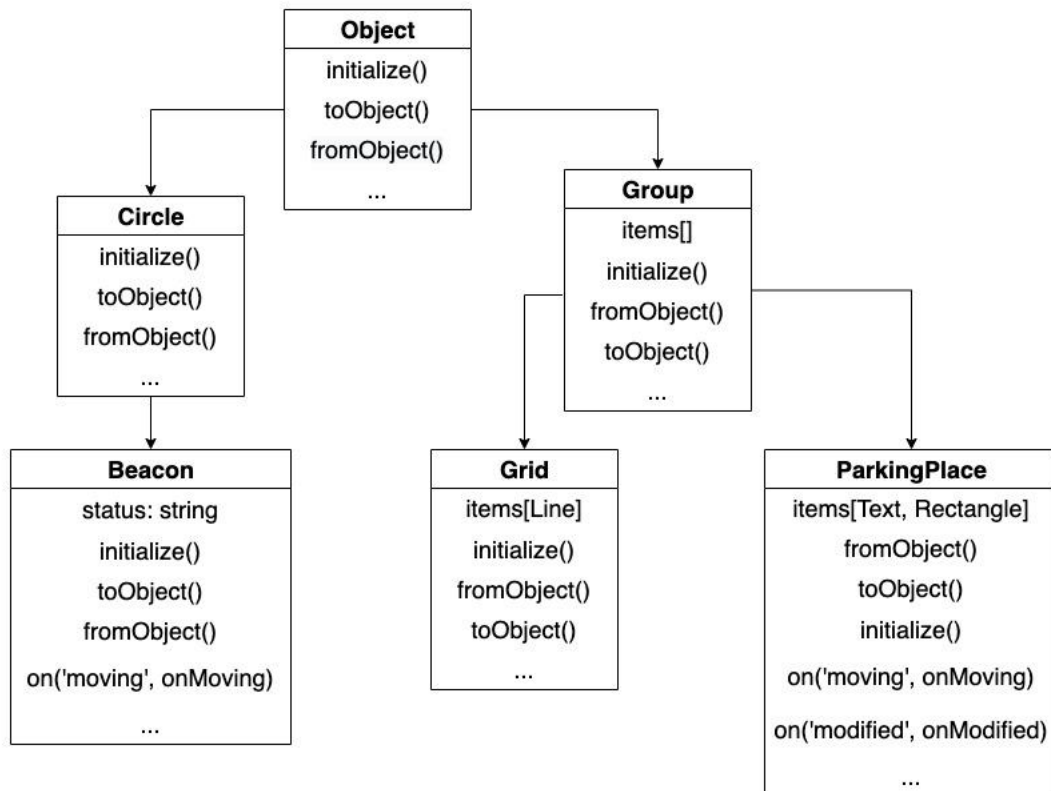 Object
initialize()
toObject()
fromObject()
...
Circle
initialize()
toObject()
fromObject()
...
Group
items[]
initialize()
fromObject()
toObject()
...
Beacon
status: string
initialize()
toObject()
fromObject()
on('moving', onMoving)
...
Grid
items[Line]
initialize()
fromObject()
toObject()
...
ParkingPlace
items[Text, Rectangle]
fromObject()
toObject()
initialize()
on('moving', onMoving)
on('modified', onModified)
...